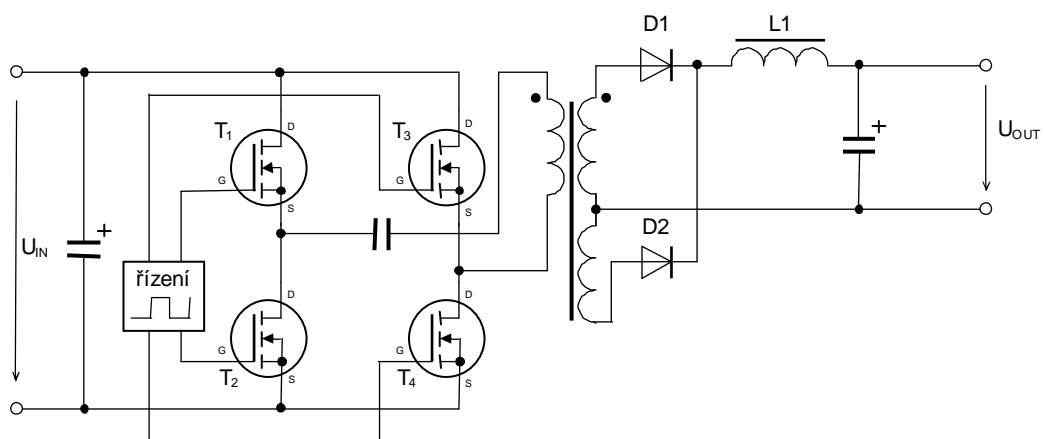 D1
L1
T1
D
T3
D
+
UOUT
G
S
G
S
D2
UIN
+
řízení
D
D
G
S
G
S
T2
T4